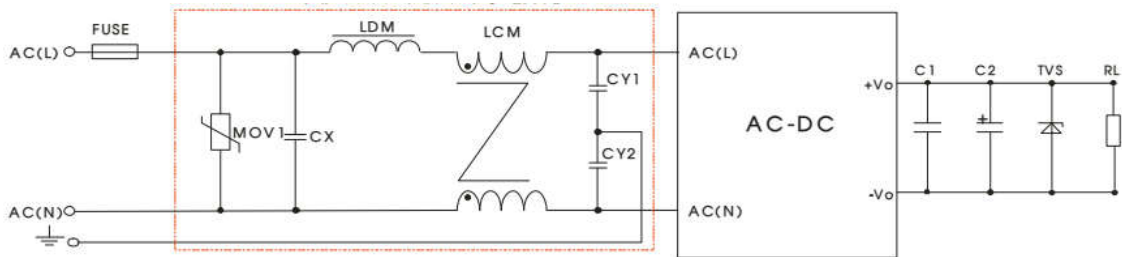 FUSE
LDM
LCM
AC(L)
AC(L)
C1
C2
TVS
RL
CY1
+Vo
MOV1
CX
AC-DC
CY2
AC(N)
AC(N)
-Vo